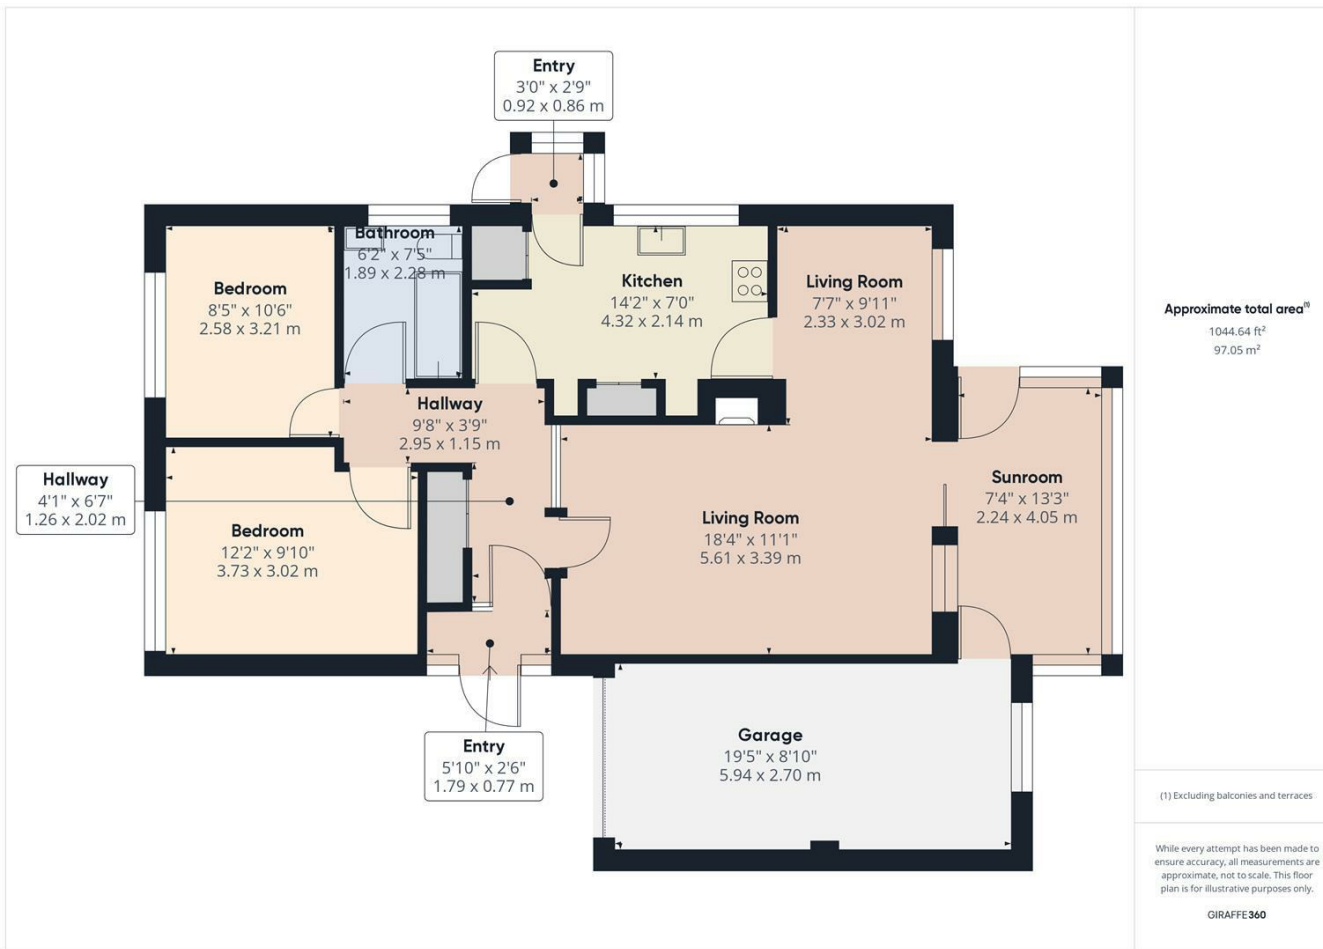 Entry
3'0" x 2'9"
0.92 x 0.86 m
Bathroom
6'2" x 7'5"
1.89 x 2.28 m
Bedroom
8'5" x 10'6"
2.58 x 3.21 m
Kitchen
14'2" x 7'0"
4.32 x 2.14 m
Living Room
7'7" x 9'11"
2.33 x 3.02 m
Hallway
9'8" x 3'9"
2.95 x 1.15 m
Hallway
4'1" x 6'7"
1.26 x 2.02 m
Bedroom
12'2" x 9'10"
3.73 x 3.02 m
Living Room
18'4" x 11'1"
5.61 x 3.39 m
Sunroom
7'4" x 13'3"
2.24 x 4.05 m
Entry
5'10" x 2'6"
1.79 x 0.77 m
Garage
19'5" x 8'10"
5.94 x 2.70 m
Approximate total area(1)
1044.64 ft²
97.05 m²
(1) Excluding balconies and terraces
While every attempt has been made to
ensure accuracy, all measurements are
approximate, not to scale. This floor
plan is for illustrative purposes only.
GIRAFFE360